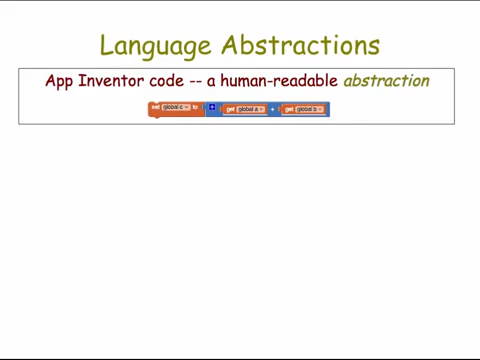 Language Abstractions
App Inventor code -- a human-readable abstraction
set global c to get global a + get global b